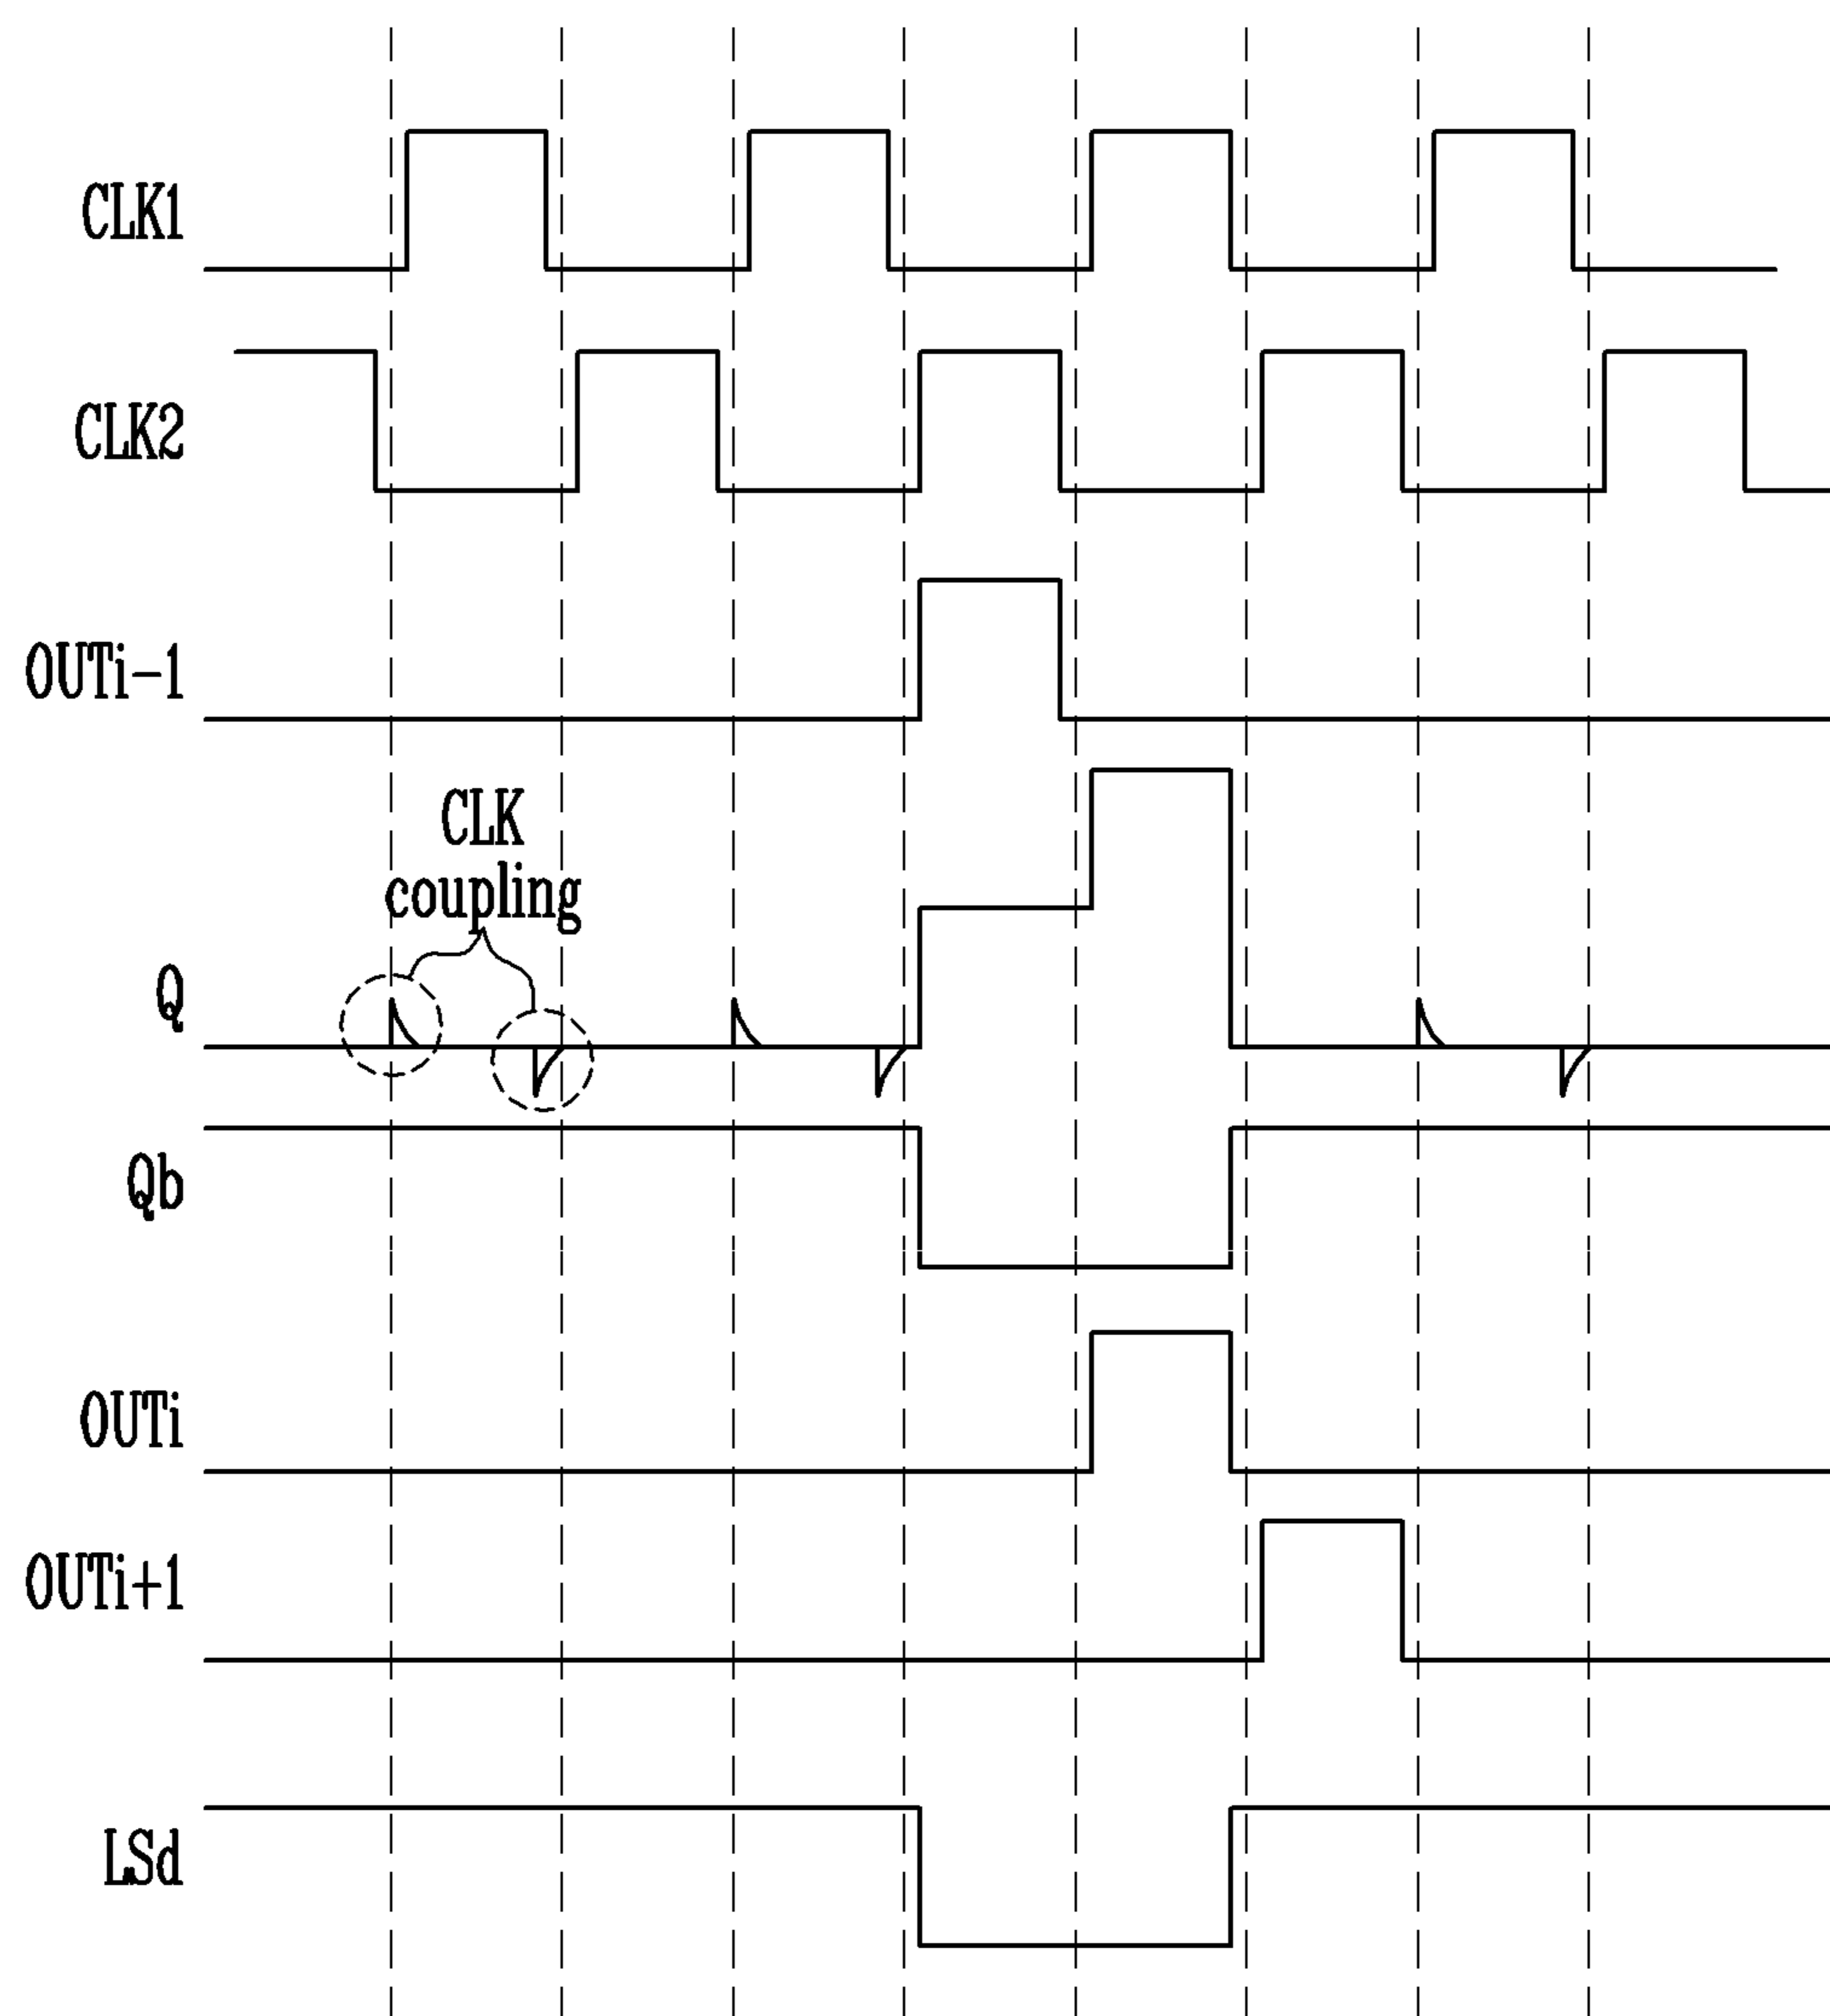 CLK1
CLK2
OUTi-1
CLK
coupling
Q
Qb
OUTi
OUTi+1
LSd